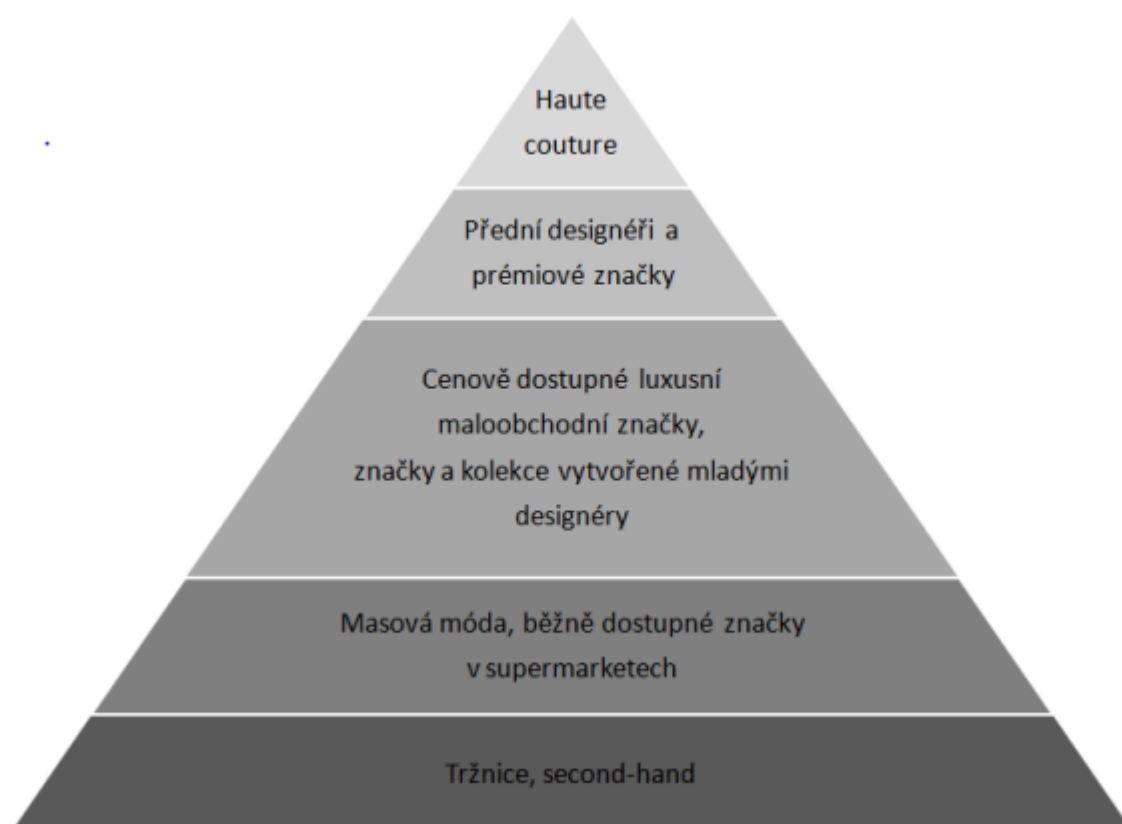 Haute
couture
Přední designéři a
prémiové značky
Cenově dostupné luxusní
maloobchodní značky,
značky a kolekce vytvořené mladými
designéry
Masová móda, běžně dostupné značky
v supermarketech
Tržnice, second-hand